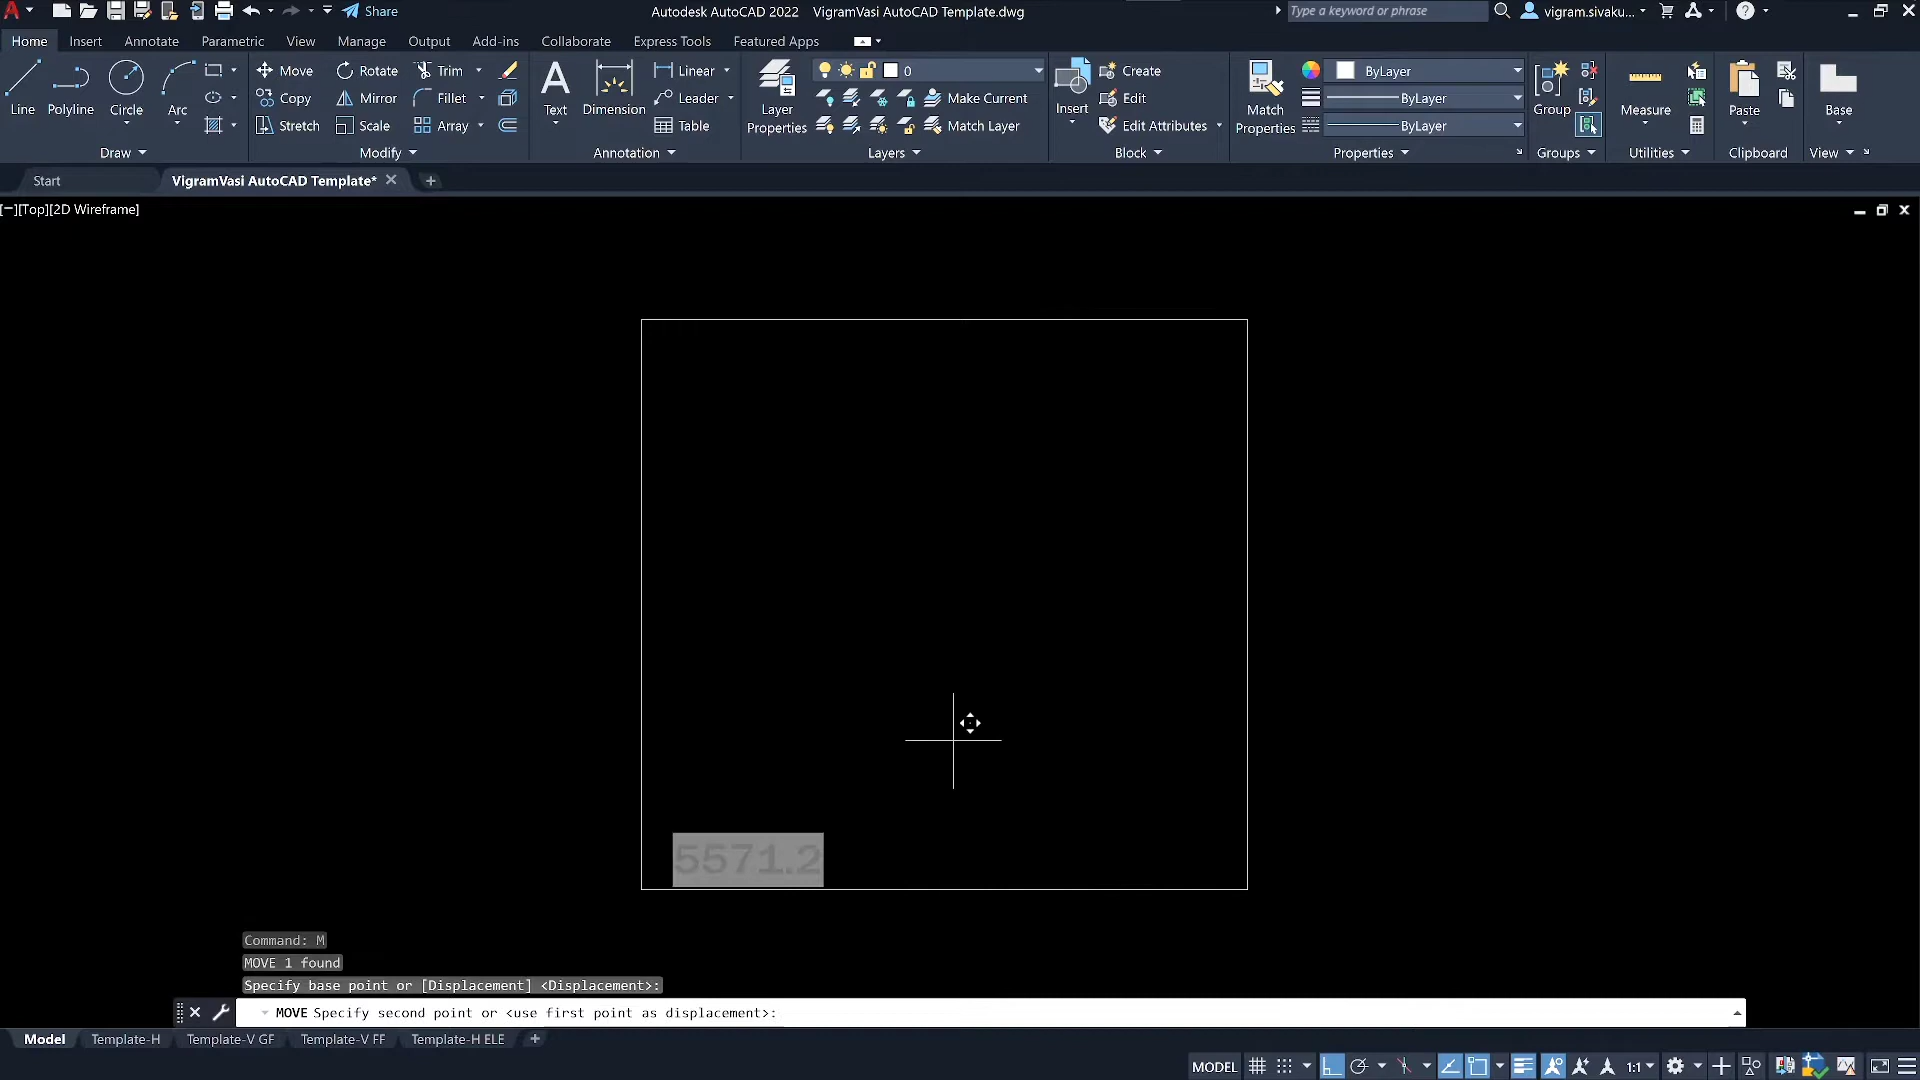 Share
Autodesk AutoCAD 2022 VigramVasi AutoCAD Template.dwg
Type a keyword or phrase
vigram.sivaku...
Home Insert Annotate Parametric View Manage Output Add-ins Collaborate Express Tools Featured Apps
Line
Polyline
Circle
Arc
Draw
Move Rotate Trim
Copy Mirror Fillet
Stretch Scale Array
Modify
Text
Dimension
Linear
Leader
Table
Annotation
Layer
Properties
0
Make Current
Match Layer
Layers
Insert
Create
Edit
Edit Attributes
Block
Match
Properties
ByLayer
ByLayer
ByLayer
Properties
Group
Groups
Measure
Utilities
Paste
Clipboard
Base
View
Start VigramVasi AutoCAD Template*
[−][Top][2D Wireframe]
5571.2
Command: M
MOVE 1 found
Specify base point or [Displacement] <Displacement>:
MOVE Specify second point or <use first point as displacement>:
Model Template-H Template-V GF Template-V FF Template-H ELE
MODEL 1:1